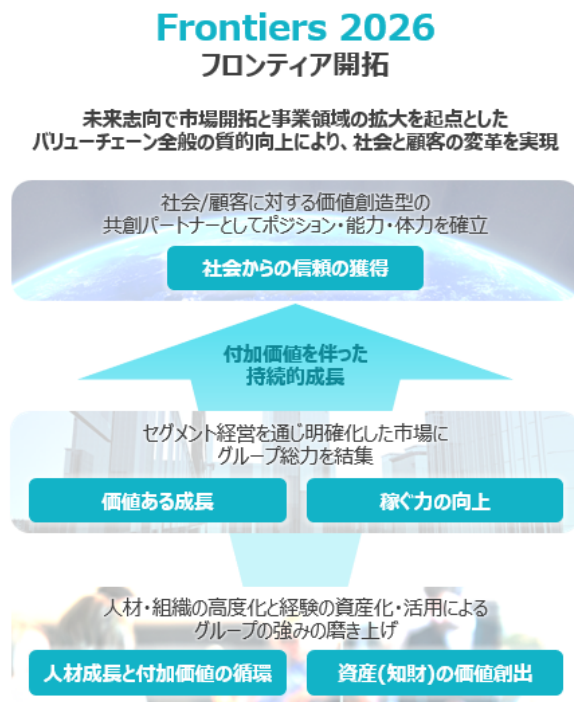 Frontiers 2026
フロンティア開拓
未来志向で市場開拓と事業領域の拡大を起点とした
バリューチェーン全般の質的向上により、社会と顧客の変革を実現
社会/顧客に対する価値創造型の
共創パートナーとしてポジション・能力・体力を確立
社会からの信頼の獲得
付加価値を伴った
持続的成長
セグメント経営を通じ明確化した市場に
グループ総力を結集
価値ある成長
稼ぐ力の向上
人材・組織の高度化と経験の資産化・活用による
グループの強みの磨き上げ
人材成長と付加価値の循環
資産(知財)の価値創出